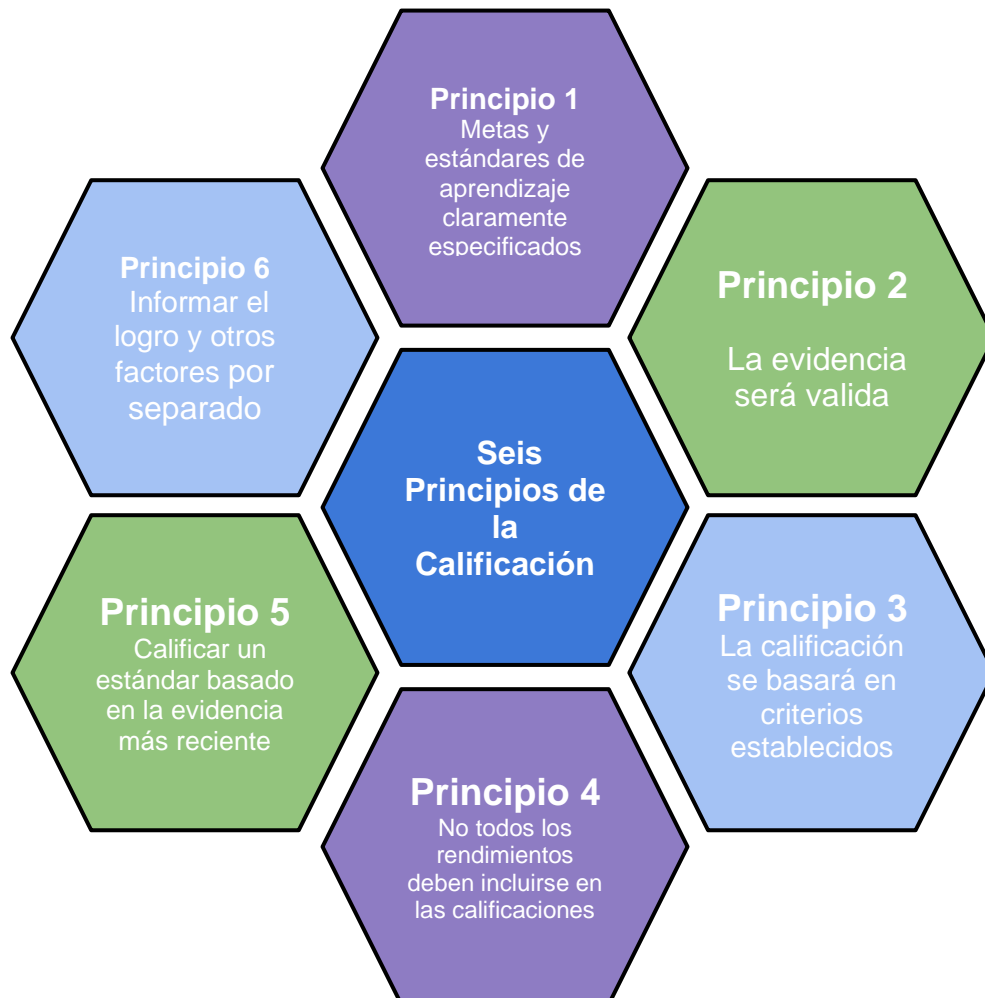 Principio 1
Metas y
estándares de
aprendizaje
claramente
especificados
Principio 2
La evidencia
será valida
Principio 3
La calificación
se basará en
criterios
establecidos
Principio 4
No todos los
rendimientos
deben incluirse en
las calificaciones
Principio 5
Calificar un
estándar basado
en la evidencia
más reciente
Principio 6
Informar el
logro y otros
factores por
separado
Seis
Principios de
la
Calificación